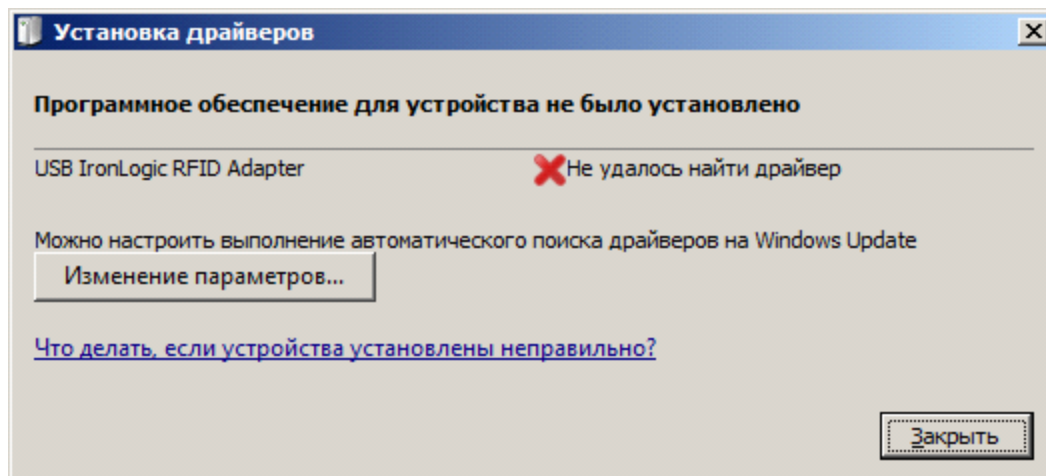 Установка драйверов
Программное обеспечение для устройства не было установлено
USB IronLogic RFID Adapter Не удалось найти драйвер
Можно настроить выполнение автоматического поиска драйверов на Windows Update
Изменение параметров...
Что делать, если устройства установлены неправильно?
Закрыть